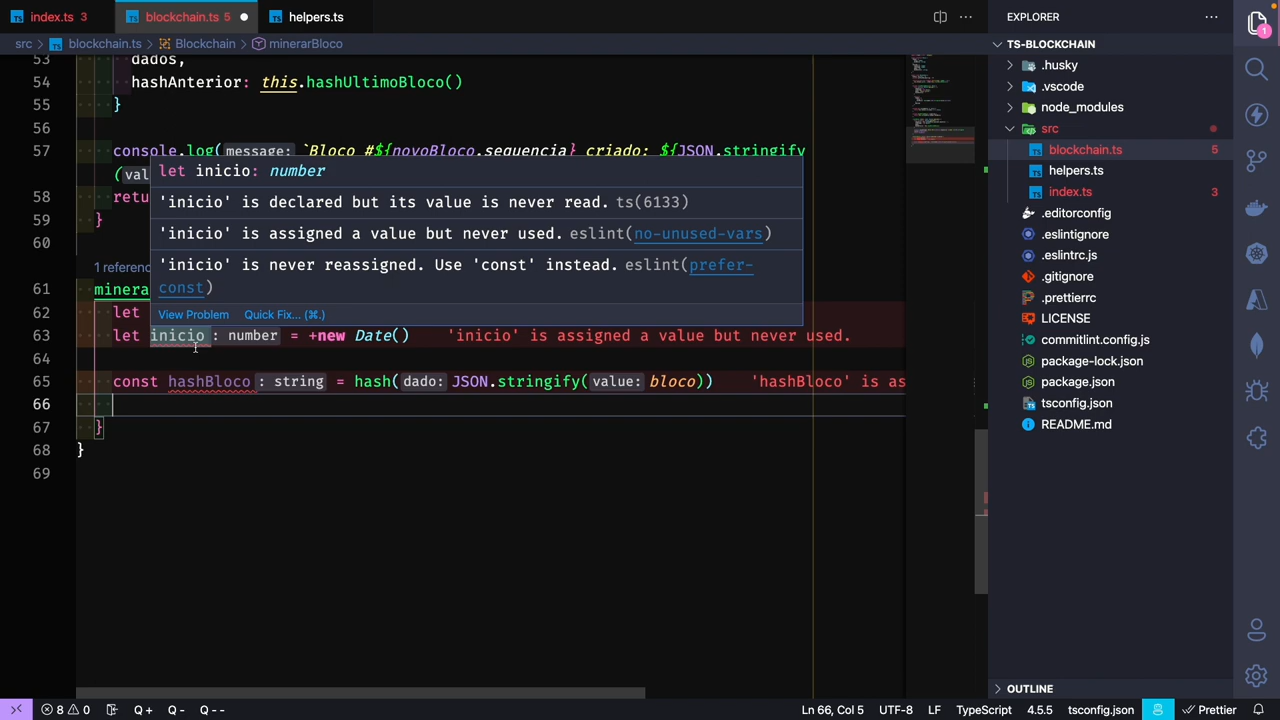 index.ts 3
blockchain.ts 5
helpers.ts
src > blockchain.ts > Blockchain > minerarBloco
53 dados,
54 hashAnterior: this.hashUltimoBloco()
55 }
56
57 console.log(message: `Bloco #${novoBloco.sequencia} criado: ${JSON.stringify
(val
58 retu
59 }
60
let inicio: number
'inicio' is declared but its value is never read. ts(6133)
'inicio' is assigned a value but never used. eslint(no-unused-vars)
'inicio' is never reassigned. Use 'const' instead. eslint(prefer-
const)
View Problem Quick Fix... (⌘.)
1 referenc
61 minera
62 let
63 let inicio: number = +new Date() 'inicio' is assigned a value but never used.
64
65 const hashBloco: string = hash(dado: JSON.stringify(value: bloco)) 'hashBloco' is as
66
67 }
68 }
69
EXPLORER
TS-BLOCKCHAIN
.husky
.vscode
node_modules
src
blockchain.ts 5
helpers.ts
index.ts 3
.editorconfig
.eslintignore
.eslintrc.js
.gitignore
.prettierrc
LICENSE
commitlint.config.js
package-lock.json
package.json
tsconfig.json
README.md
OUTLINE
1
8 0 Q + Q - Q -- Ln 66, Col 5 UTF-8 LF TypeScript 4.5.5 tsconfig.json Prettier